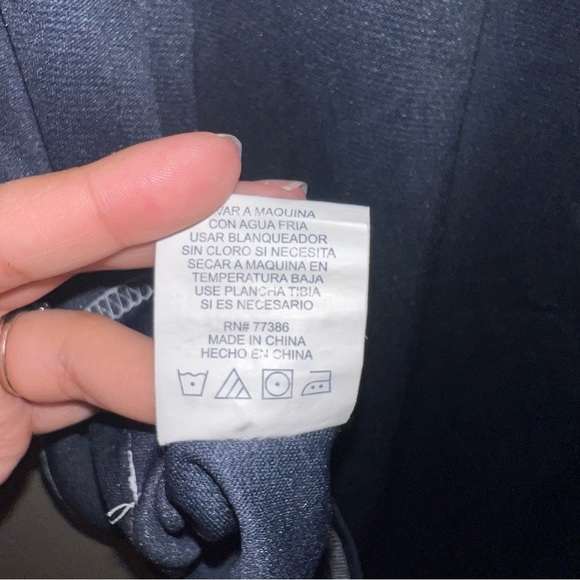 LAVAR A MAQUINA
CON AGUA FRIA
USAR BLANQUEADOR
SIN CLORO SI NECESITA
SECAR A MAQUINA EN
TEMPERATURA BAJA
USE PLANCHA TIBIA
SI ES NECESARIO
RN# 77386
MADE IN CHINA
HECHO EN CHINA